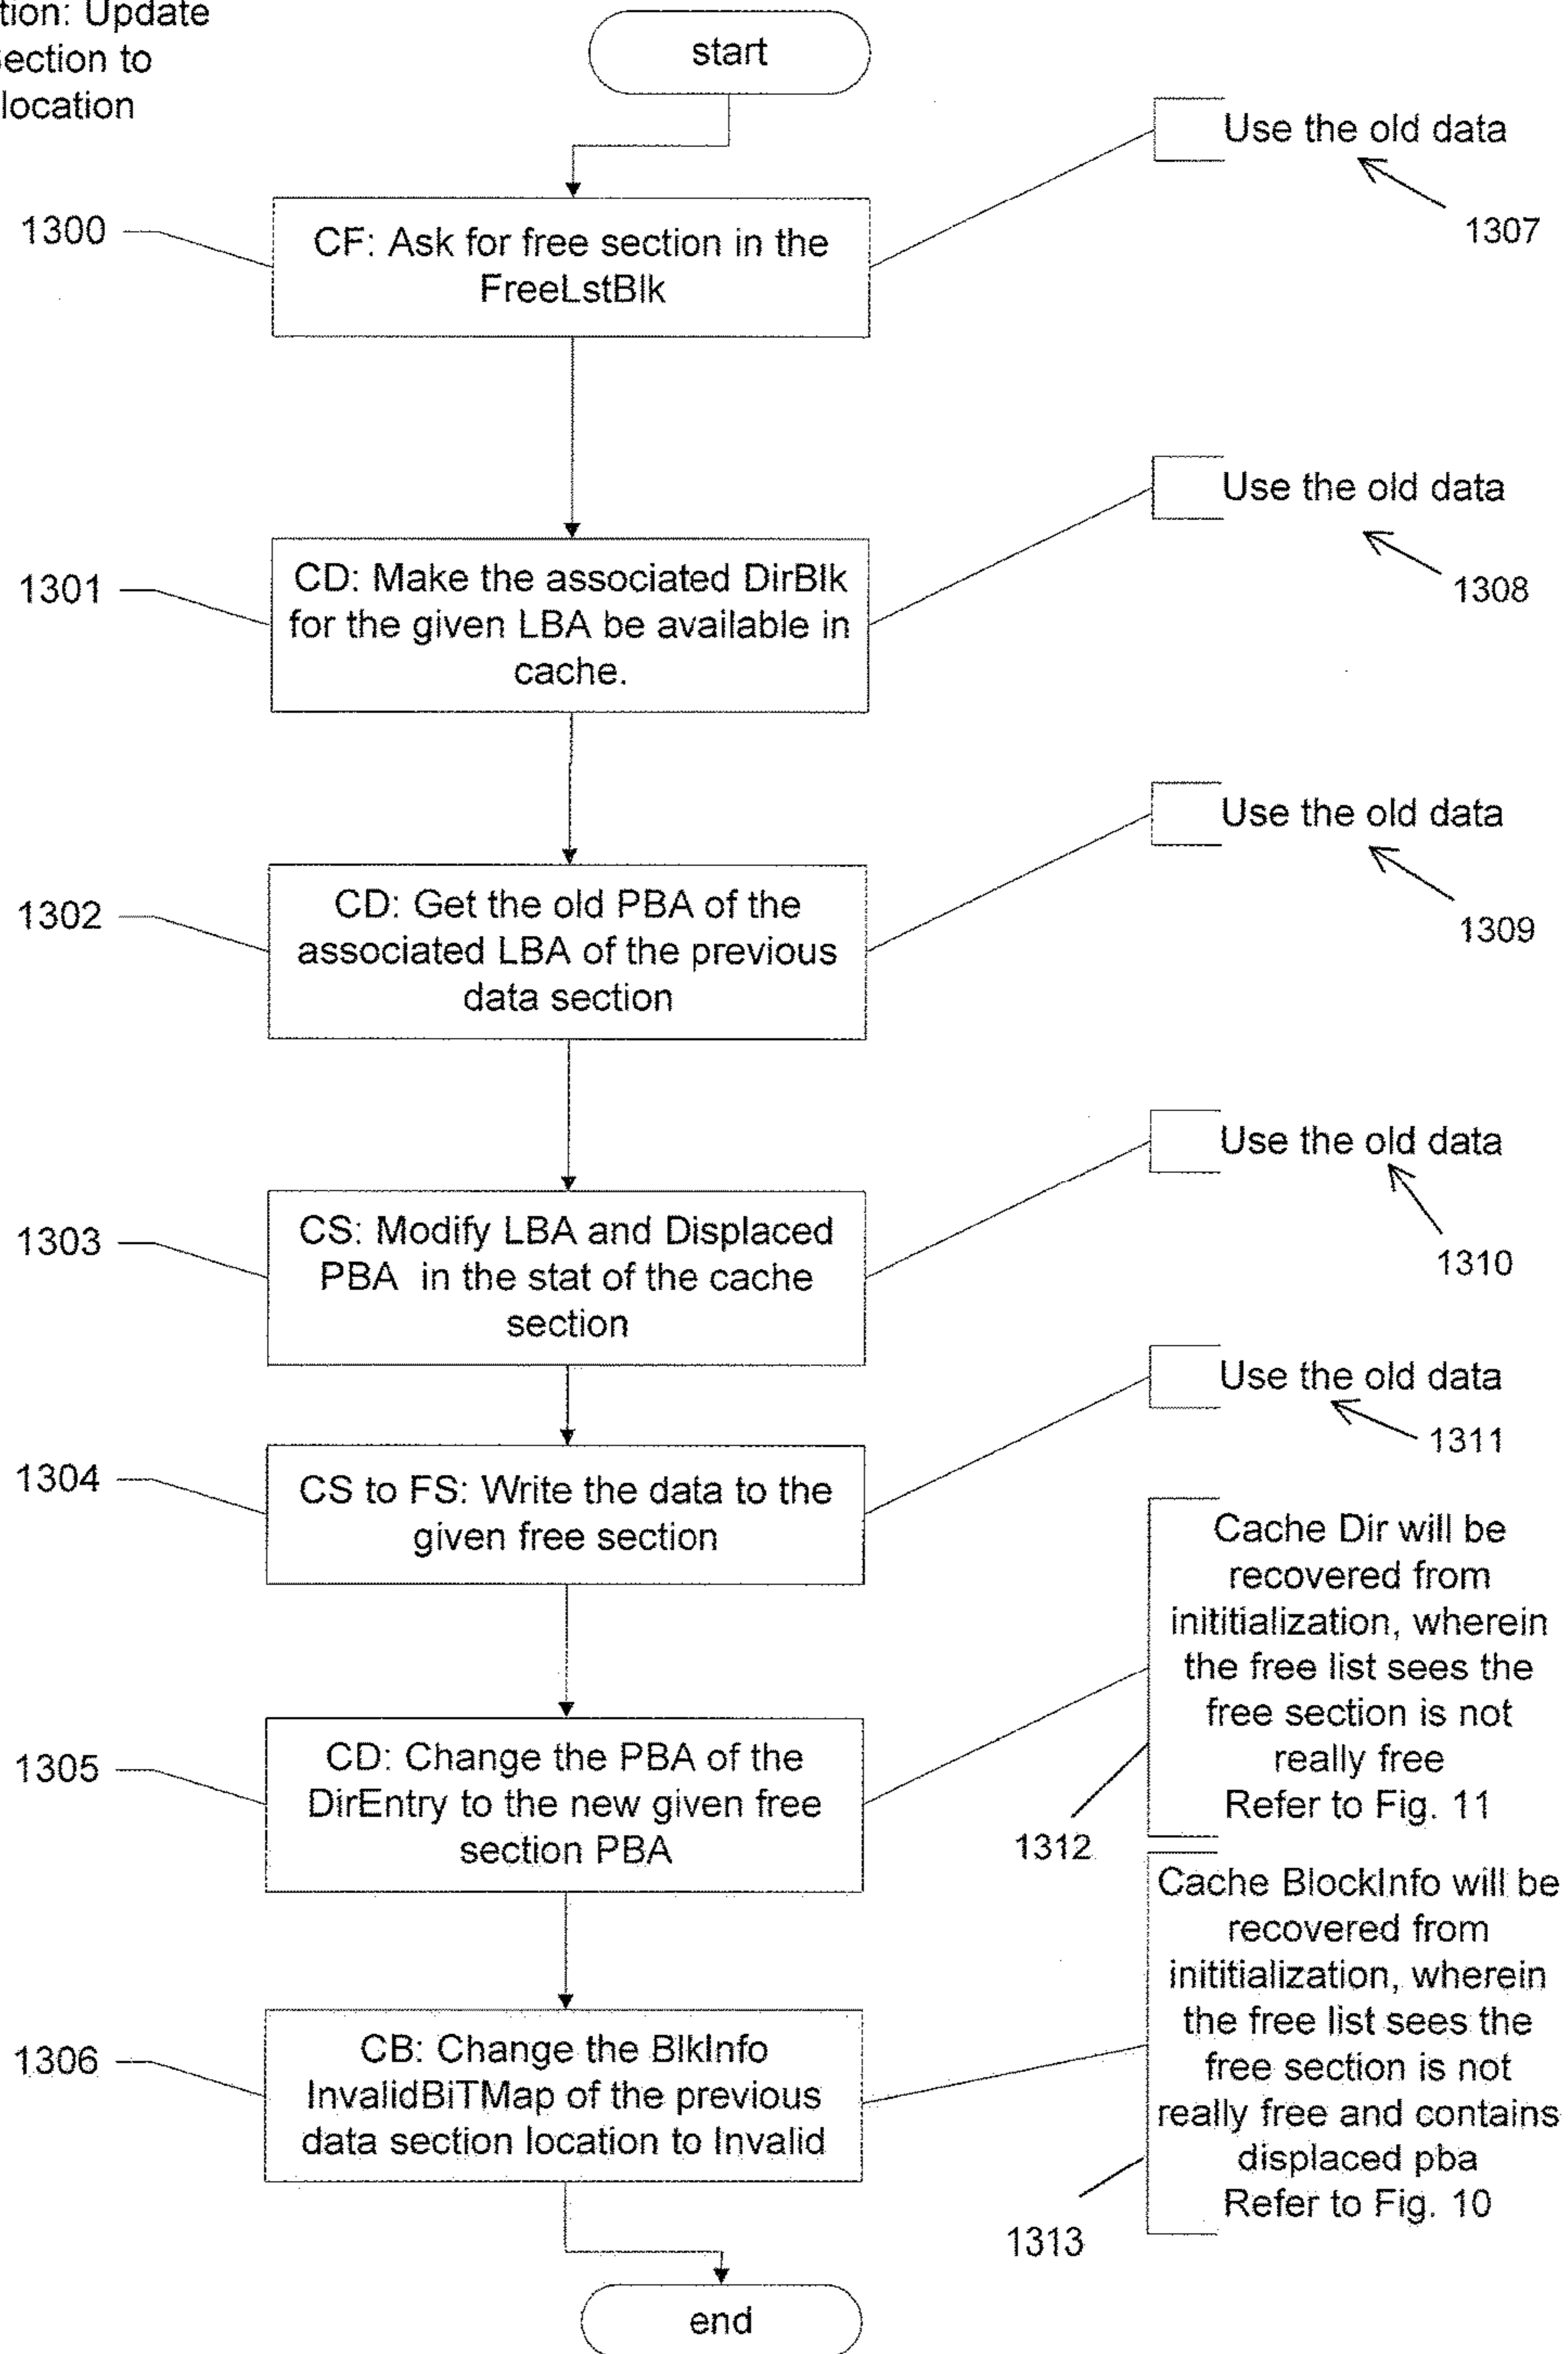 tion: Update
ection to
location
start
Use the old data
1307
1300
CF: Ask for free section in the
FreeLstBlk
Use the old data
1308
1301
CD: Make the associated DirBlk
for the given LBA be available in
cache.
Use the old data
1309
1302
CD: Get the old PBA of the
associated LBA of the previous
data section
Use the old data
1310
1303
CS: Modify LBA and Displaced
PBA in the stat of the cache
section
Use the old data
1311
1304
CS to FS: Write the data to the
given free section
Cache Dir will be
recovered from
inititialization, wherein
the free list sees the
free section is not
really free
Refer to Fig. 11
1312
1305
CD: Change the PBA of the
DirEntry to the new given free
section PBA
Cache BlockInfo will be
recovered from
inititialization, wherein
the free list sees the
free section is not
really free and contains
displaced pba
Refer to Fig. 10
1313
1306
CB: Change the BlkInfo
InvalidBiTMap of the previous
data section location to Invalid
end